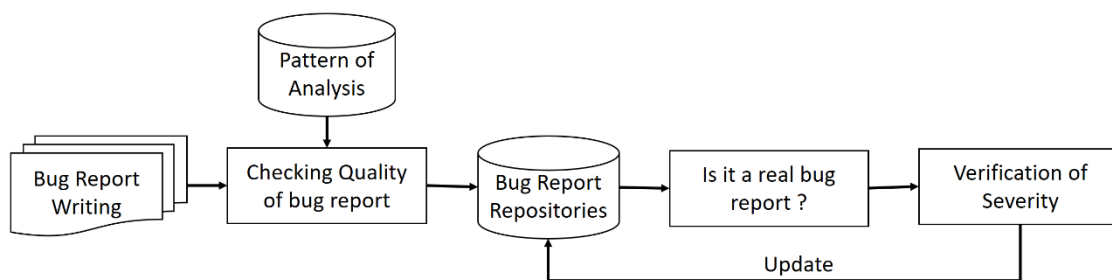 Pattern of
Analysis
Bug Report
Writing
Checking Quality
of bug report
Bug Report
Repositories
Is it a real bug
report ?
Verification of
Severity
Update